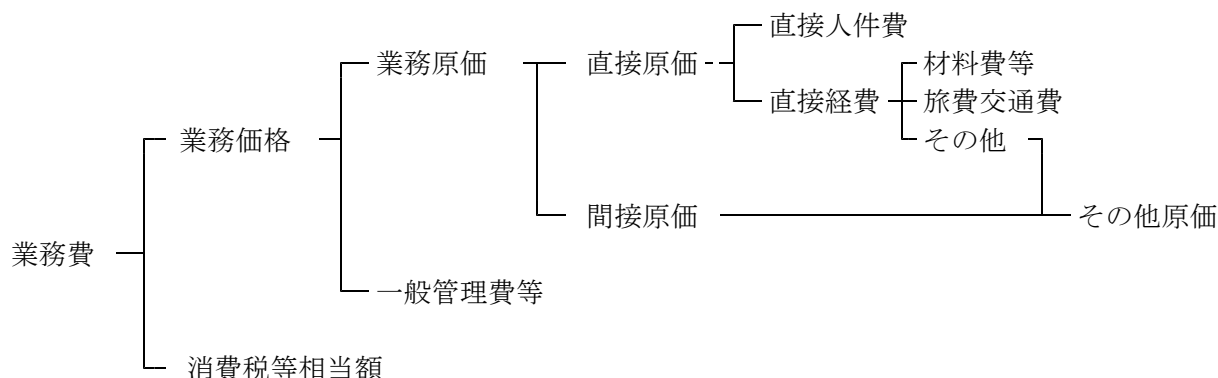 直接人件費
業務原価 直接原価 材料費等
直接経費 旅費交通費
業務価格 その他
間接原価 その他原価
業務費
一般管理費等
消費税等相当額